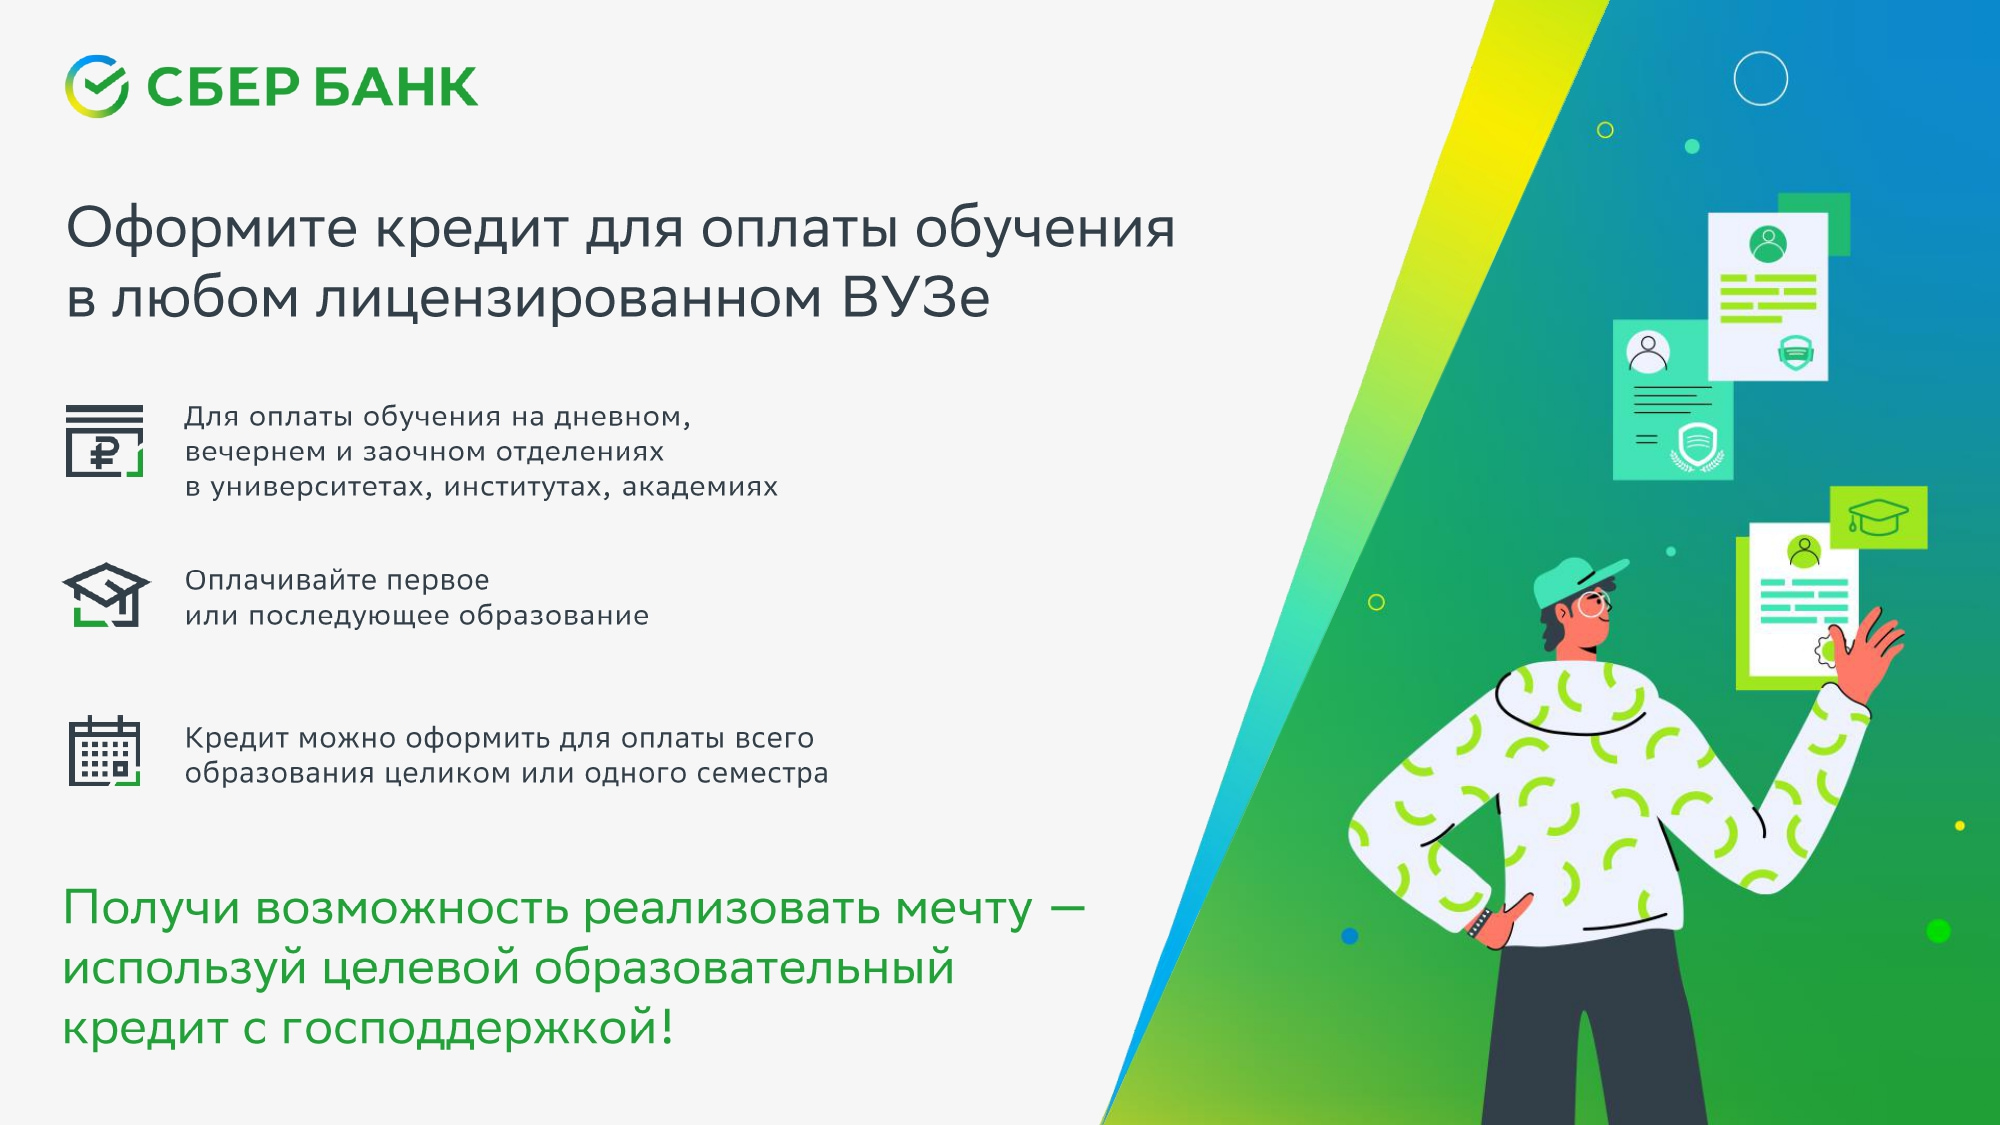 СБЕР БАНК
Оформите кредит для оплаты обучения
в любом лицензированном ВУЗе
Для оплаты обучения на дневном,
вечернем и заочном отделениях
в университетах, институтах, академиях
Оплачивайте первое
или последующее образование
Кредит можно оформить для оплаты всего
образования целиком или одного семестра
Получи возможность реализовать мечту —
используй целевой образовательный
кредит с господдержкой!